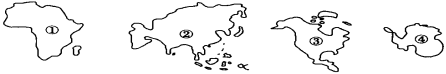 ① ② ③ ④